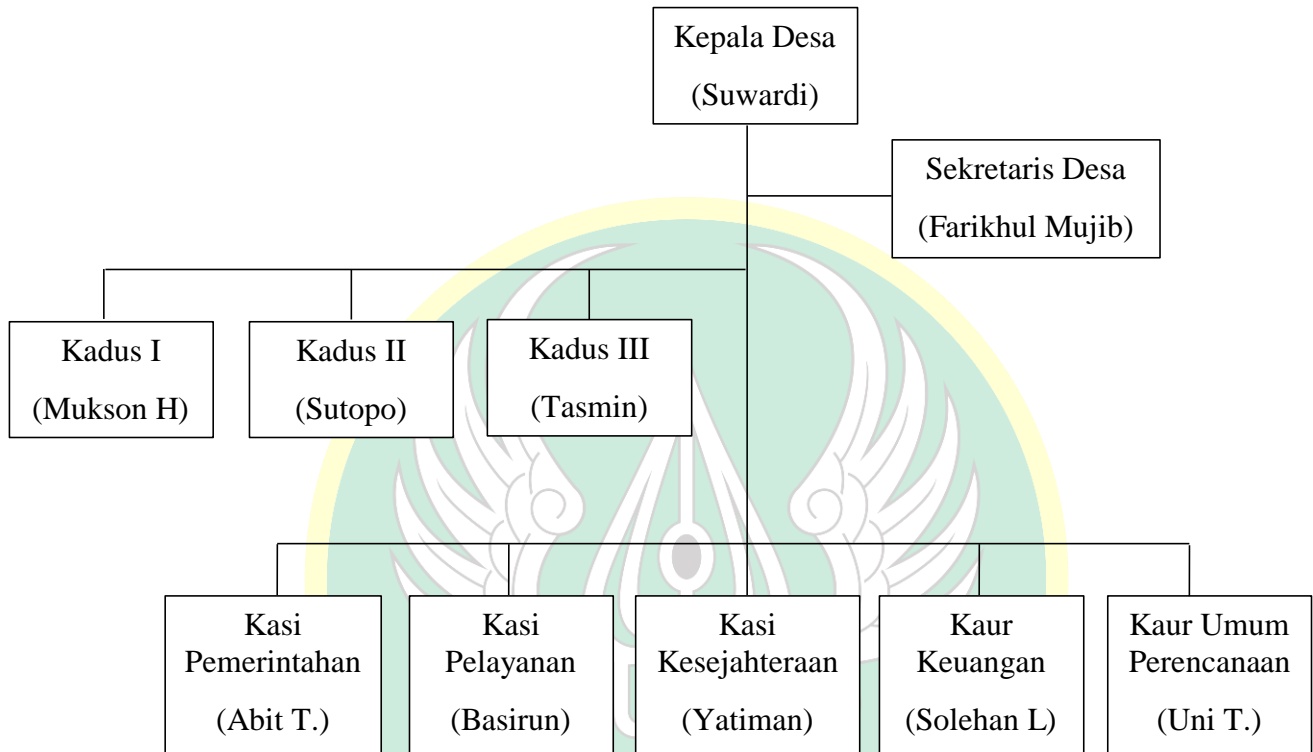 Kepala Desa
(Suwardi)
Sekretaris Desa
(Farikhul Mujib)
Kadus I
(Mukson H)
Kadus II
(Sutopo)
Kadus III
(Tasmin)
Kasi
Pemerintahan
(Abit T.)
Kasi
Pelayanan
(Basirun)
Kasi
Kesejahteraan
(Yatiman)
Kaur
Keuangan
(Solehan L)
Kaur Umum
Perencanaan
(Uni T.)